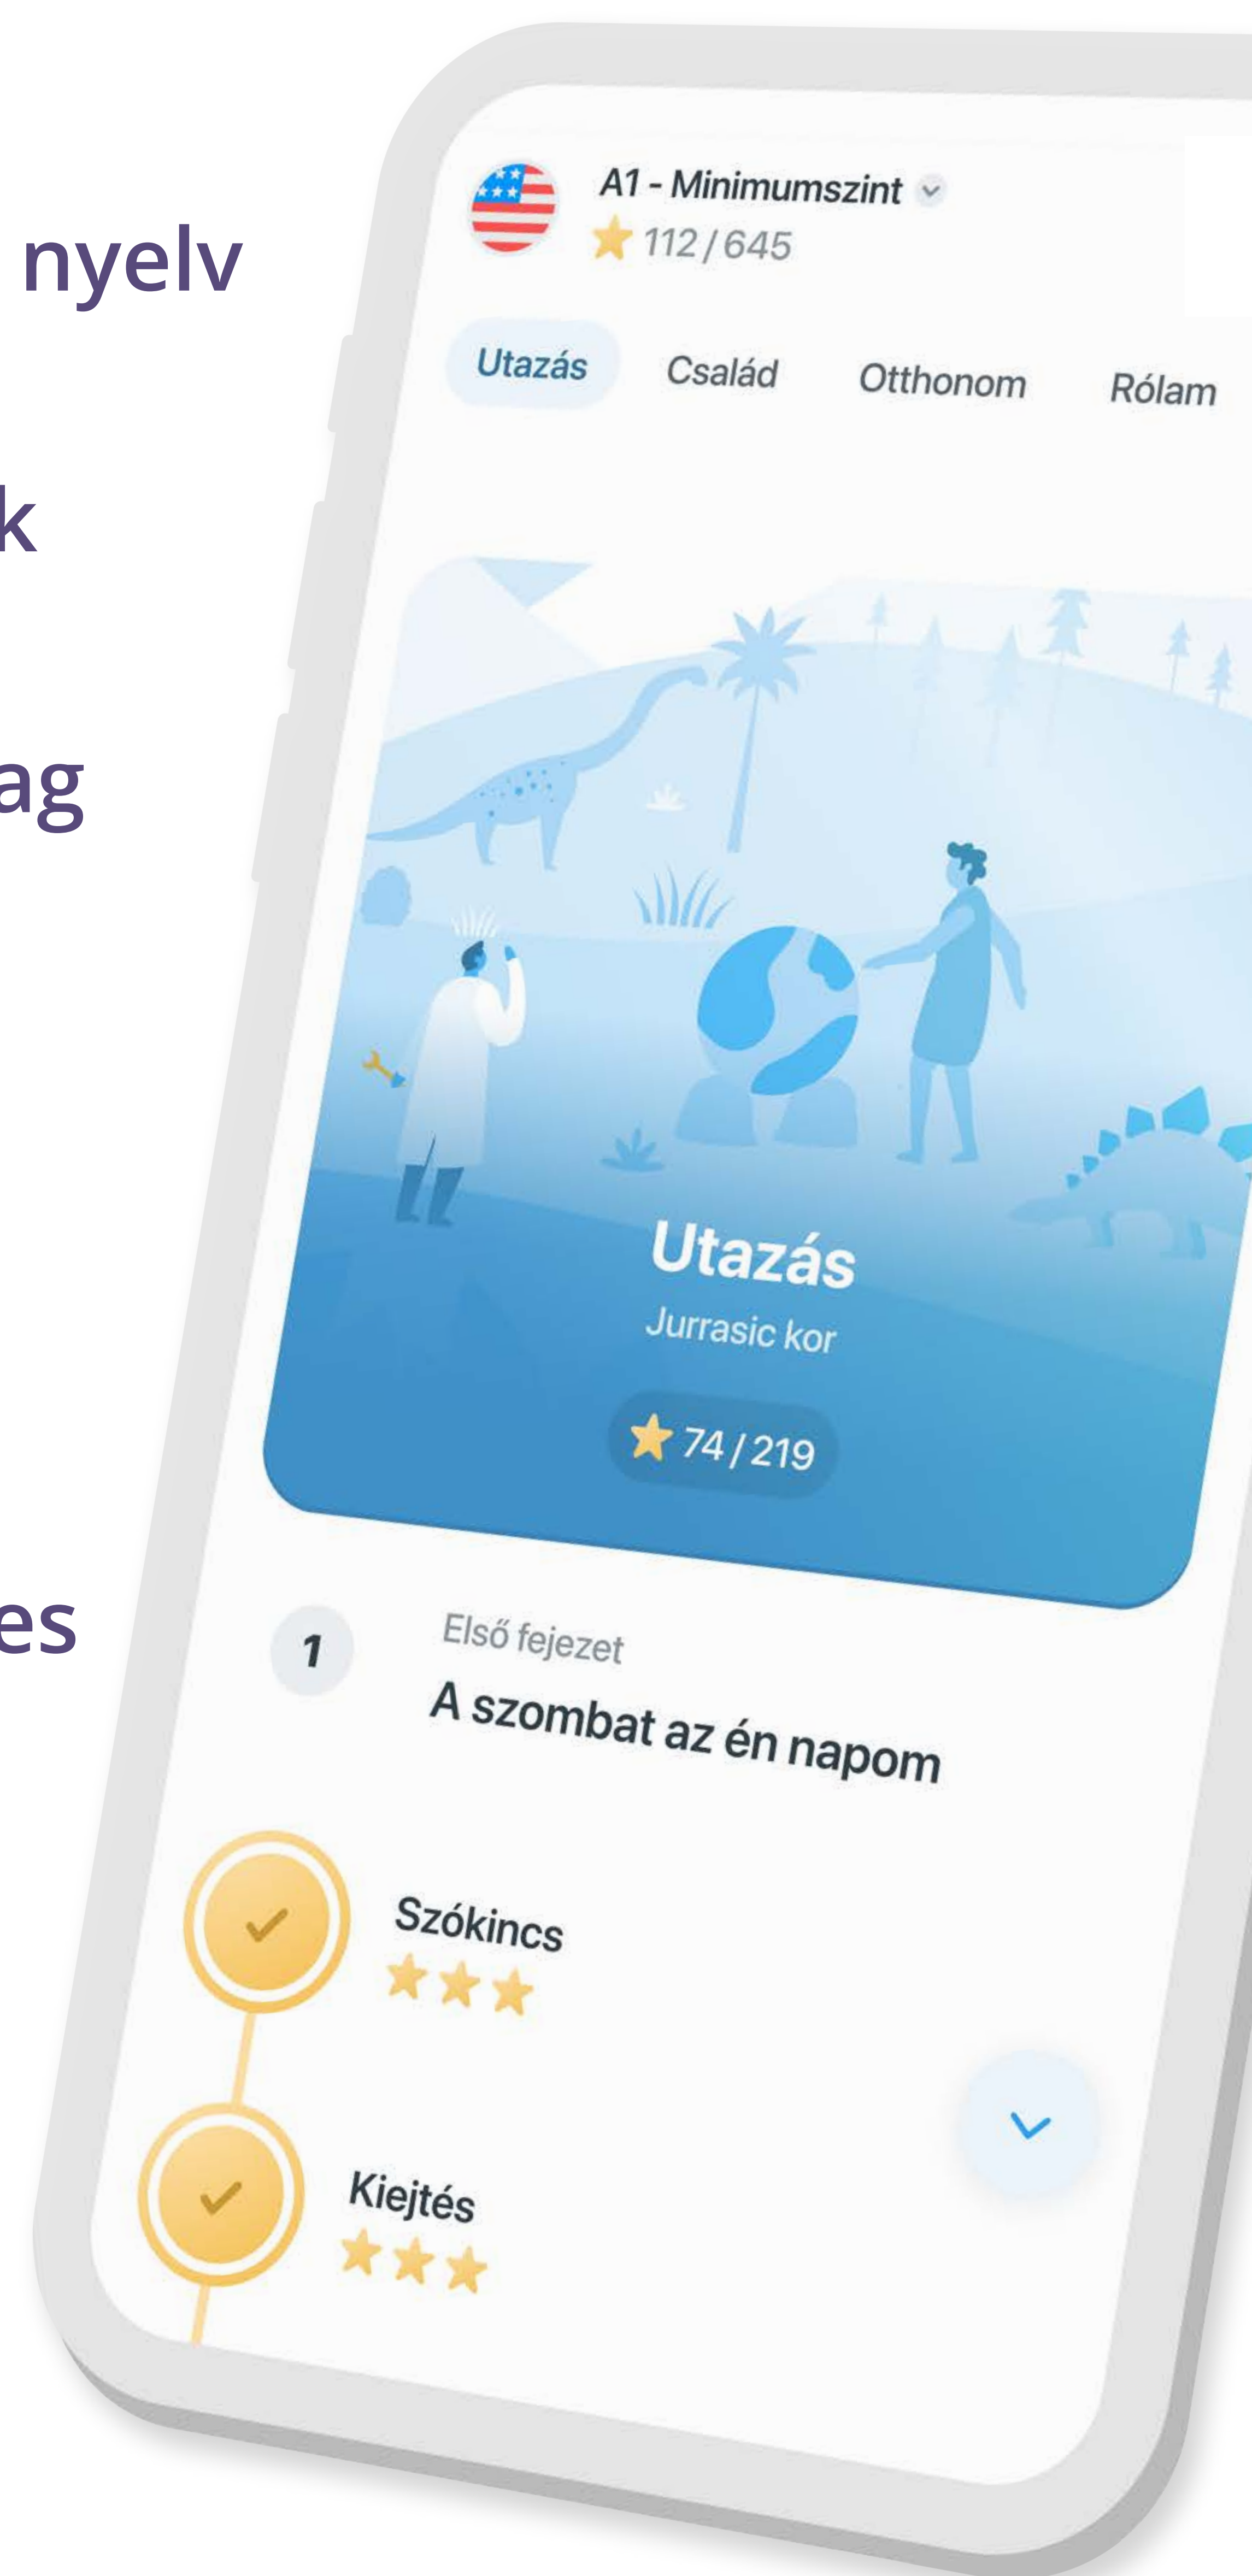 nyelv
k
ag
es
A1 - Minimumszint
112 / 645
Utazás Család Otthonom Rólam
Utazás
Jurrasic kor
74 / 219
1
Első fejezet
A szombat az én napom
Szókincs
Kiejtés